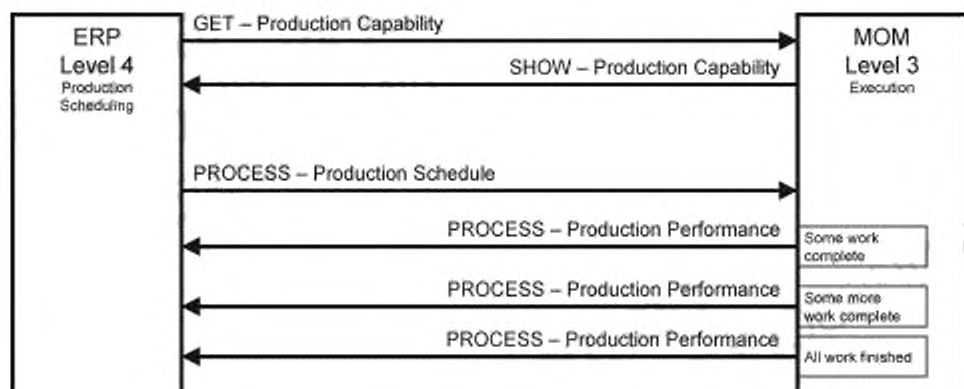 ERP
Level 4
Production
Scheduling
GET – Production Capability
SHOW – Production Capability
MOM
Level 3
Execution
PROCESS – Production Schedule
PROCESS – Production Performance
Some work
complete
PROCESS – Production Performance
Some more
work complete
PROCESS – Production Performance
All work finished